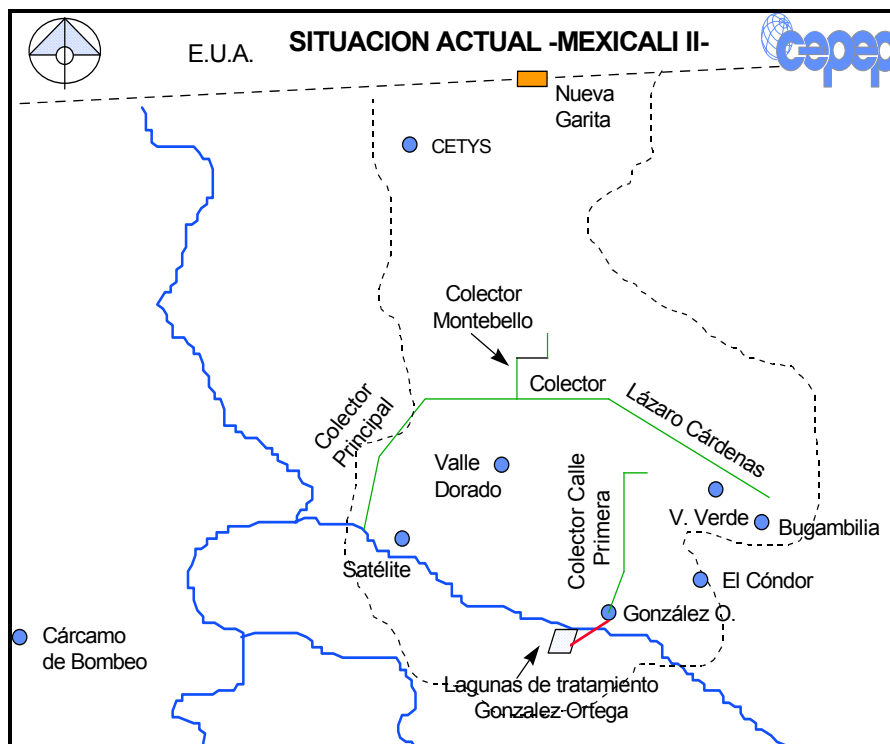 E.U.A.
SITUACION ACTUAL -MEXICALI II-
cepep
Nueva
Garita
CETYS
Colector
Montebello
Colector
Lázaro Cárdenas
Colector
Principal
Valle
Dorado
Colector Calle
Primera
V. Verde
Bugambilia
Satélite
El Cóndor
González O.
Cárcamo
de Bombeo
Lagunas de tratamiento
Gonzalez Ortega